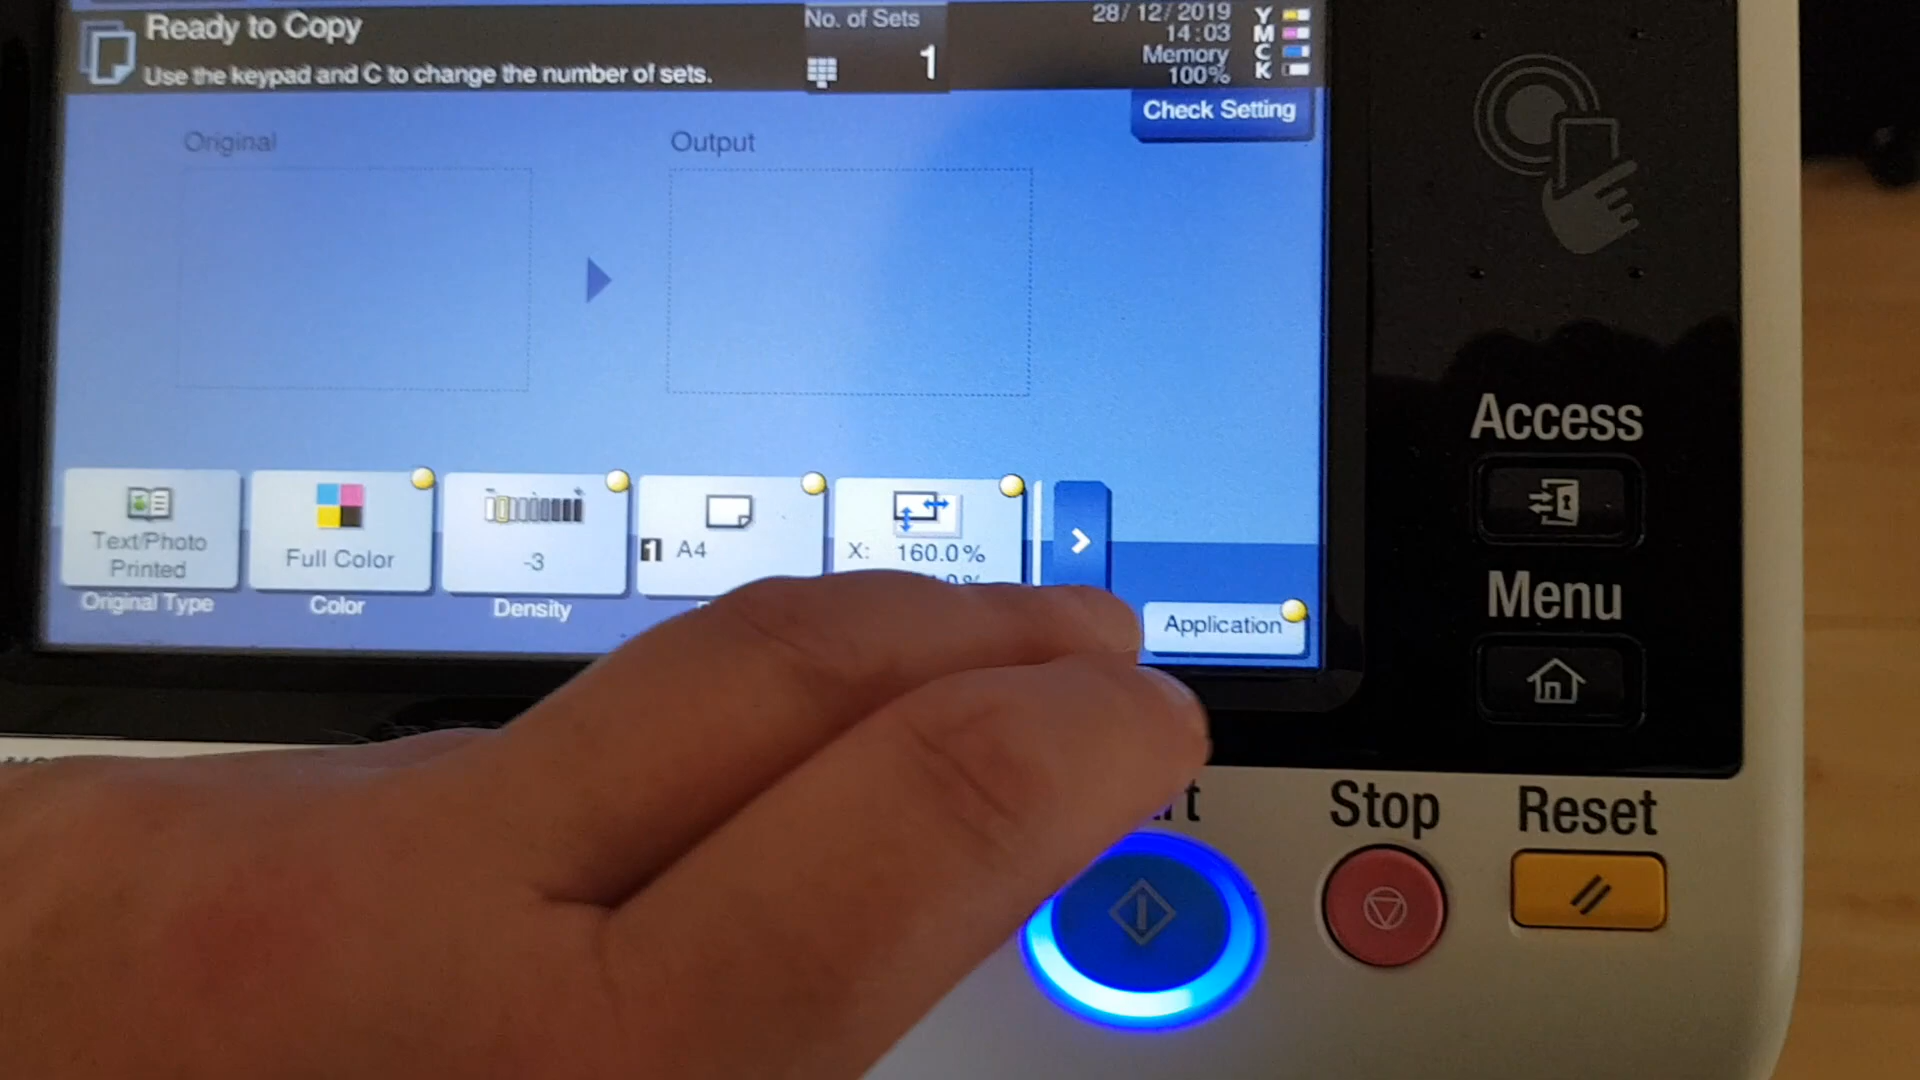 Ready to Copy
Use the keypad and C to change the number of sets.
No. of Sets
1
28/12/2019
14:03
Memory
100%
Y
M
C
K
Check Setting
Original
Output
Text/Photo
Printed
Original Type
Full Color
Color
-3
Density
1 A4
X: 160.0%
Application
Access
Menu
Stop
Reset